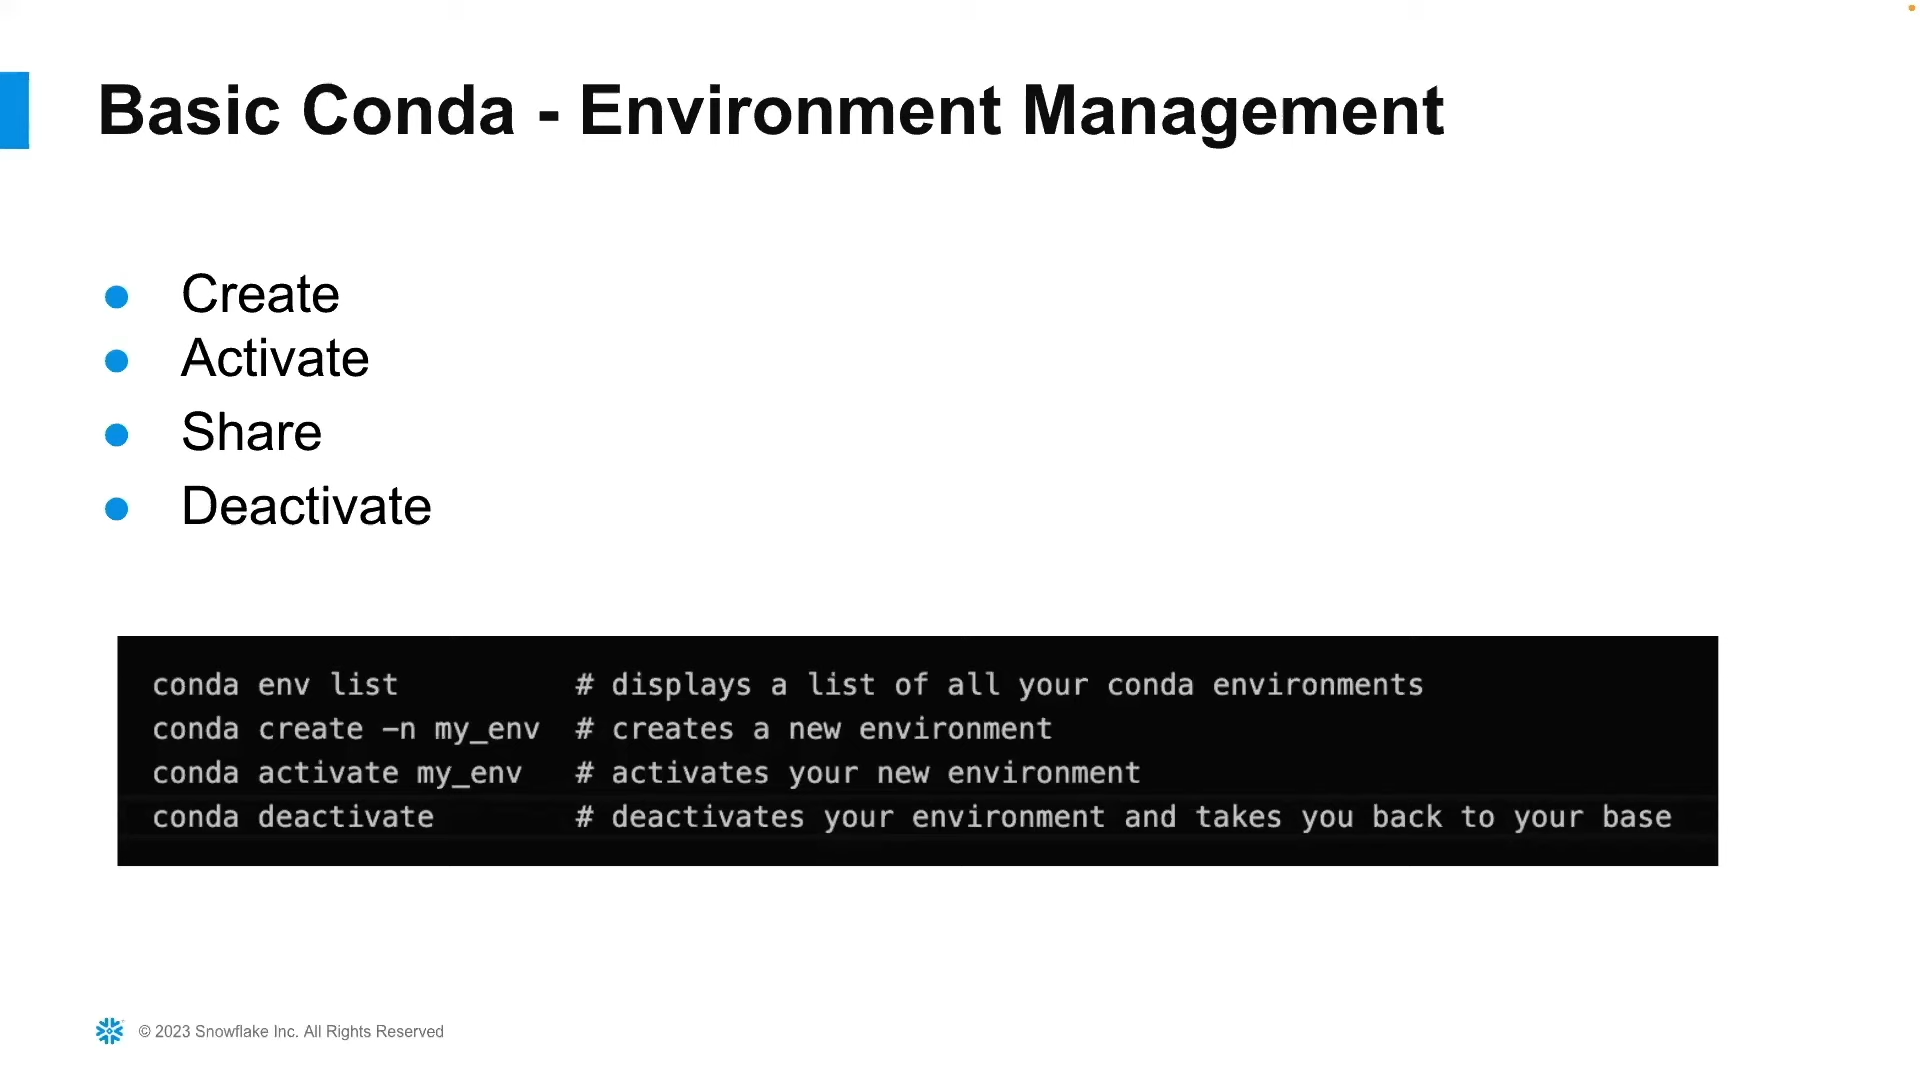 Basic Conda - Environment Management
● Create
● Activate
● Share
● Deactivate
conda env list          # displays a list of all your conda environments
conda create –n my_env  # creates a new environment
conda activate my_env   # activates your new environment
conda deactivate        # deactivates your environment and takes you back to your base
© 2023 Snowflake Inc. All Rights Reserved